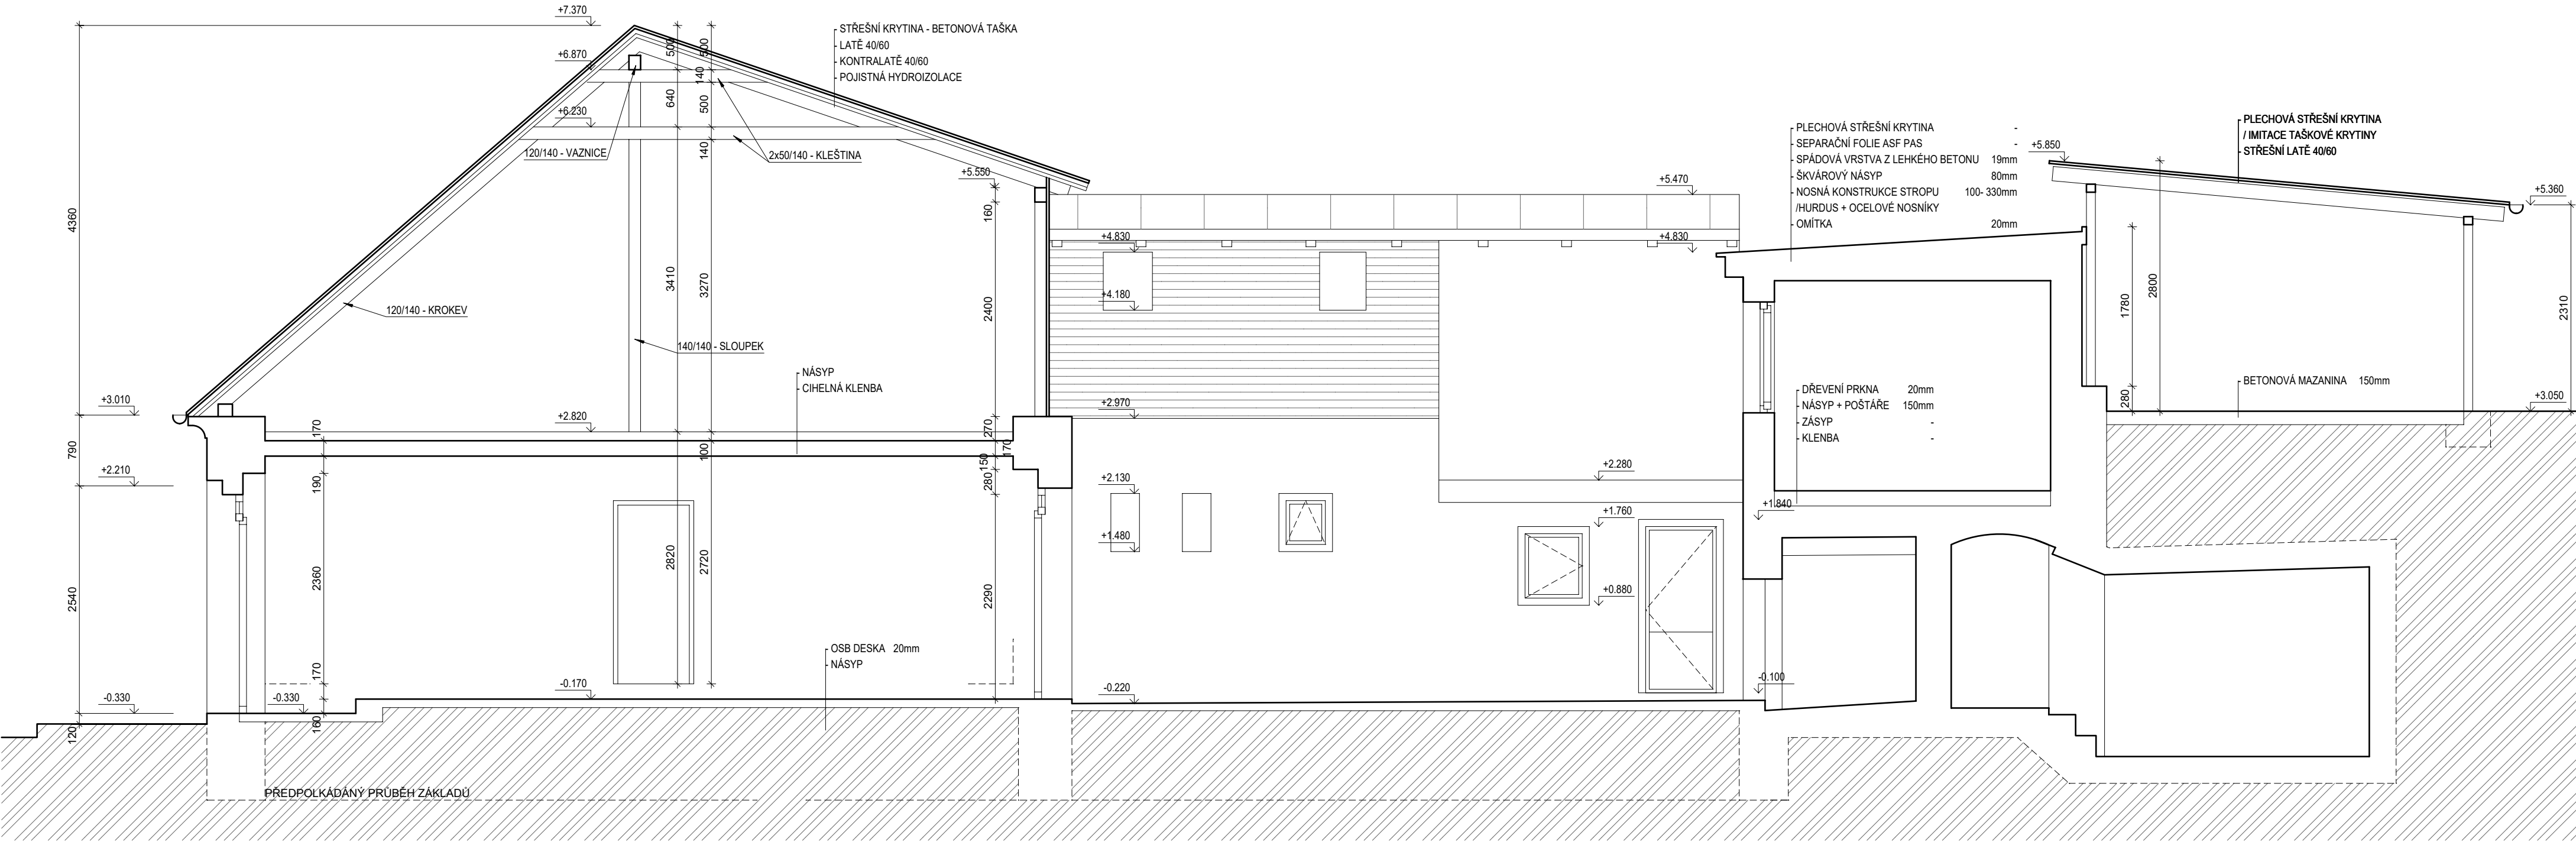 +7.370
+6.870
+6.230
500
500
140
640
500
140
120/140 - VAZNICE
2x50/140 - KLEŠTINA
STŘEŠNÍ KRYTINA - BETONOVÁ TAŠKA
LATĚ 40/60
KONTRALATĚ 40/60
POJISTNÁ HYDROIZOLACE
4360
3410
3270
+5.550
160
2400
120/140 - KROKEV
140/140 - SLOUPEK
NÁSYP
CIHELNÁ KLENBA
+3.010
+2.820
170
100
270
170
150
280
790
+2.210
190
2540
2360
2820
2720
2290
170
OSB DESKA 20mm
NÁSYP
-0.330
-0.330
-0.170
160
120
PŘEDPOLKÁDÁNÝ PRŮBĚH ZÁKLADŮ
+5.470
+4.830
+4.830
+4.180
+2.970
+2.280
+2.130
+1.760
+1.480
+0.880
-0.220
PLECHOVÁ STŘEŠNÍ KRYTINA -
SEPARAČNÍ FOLIE ASF PAS -
SPÁDOVÁ VRSTVA Z LEHKÉHO BETONU 19mm
ŠKVÁROVÝ NÁSYP 80mm
NOSNÁ KONSTRUKCE STROPU 100- 330mm
/HURDUS + OCELOVÉ NOSNÍKY
OMÍTKA 20mm
DŘEVENÍ PRKNA 20mm
NÁSYP + POŠTÁŘE 150mm
ZÁSYP -
KLENBA -
+1.840
-0.100
+5.850
PLECHOVÁ STŘEŠNÍ KRYTINA
/ IMITACE TAŠKOVÉ KRYTINY
STŘEŠNÍ LATĚ 40/60
+5.360
1780
2800
2310
280
BETONOVÁ MAZANINA 150mm
+3.050